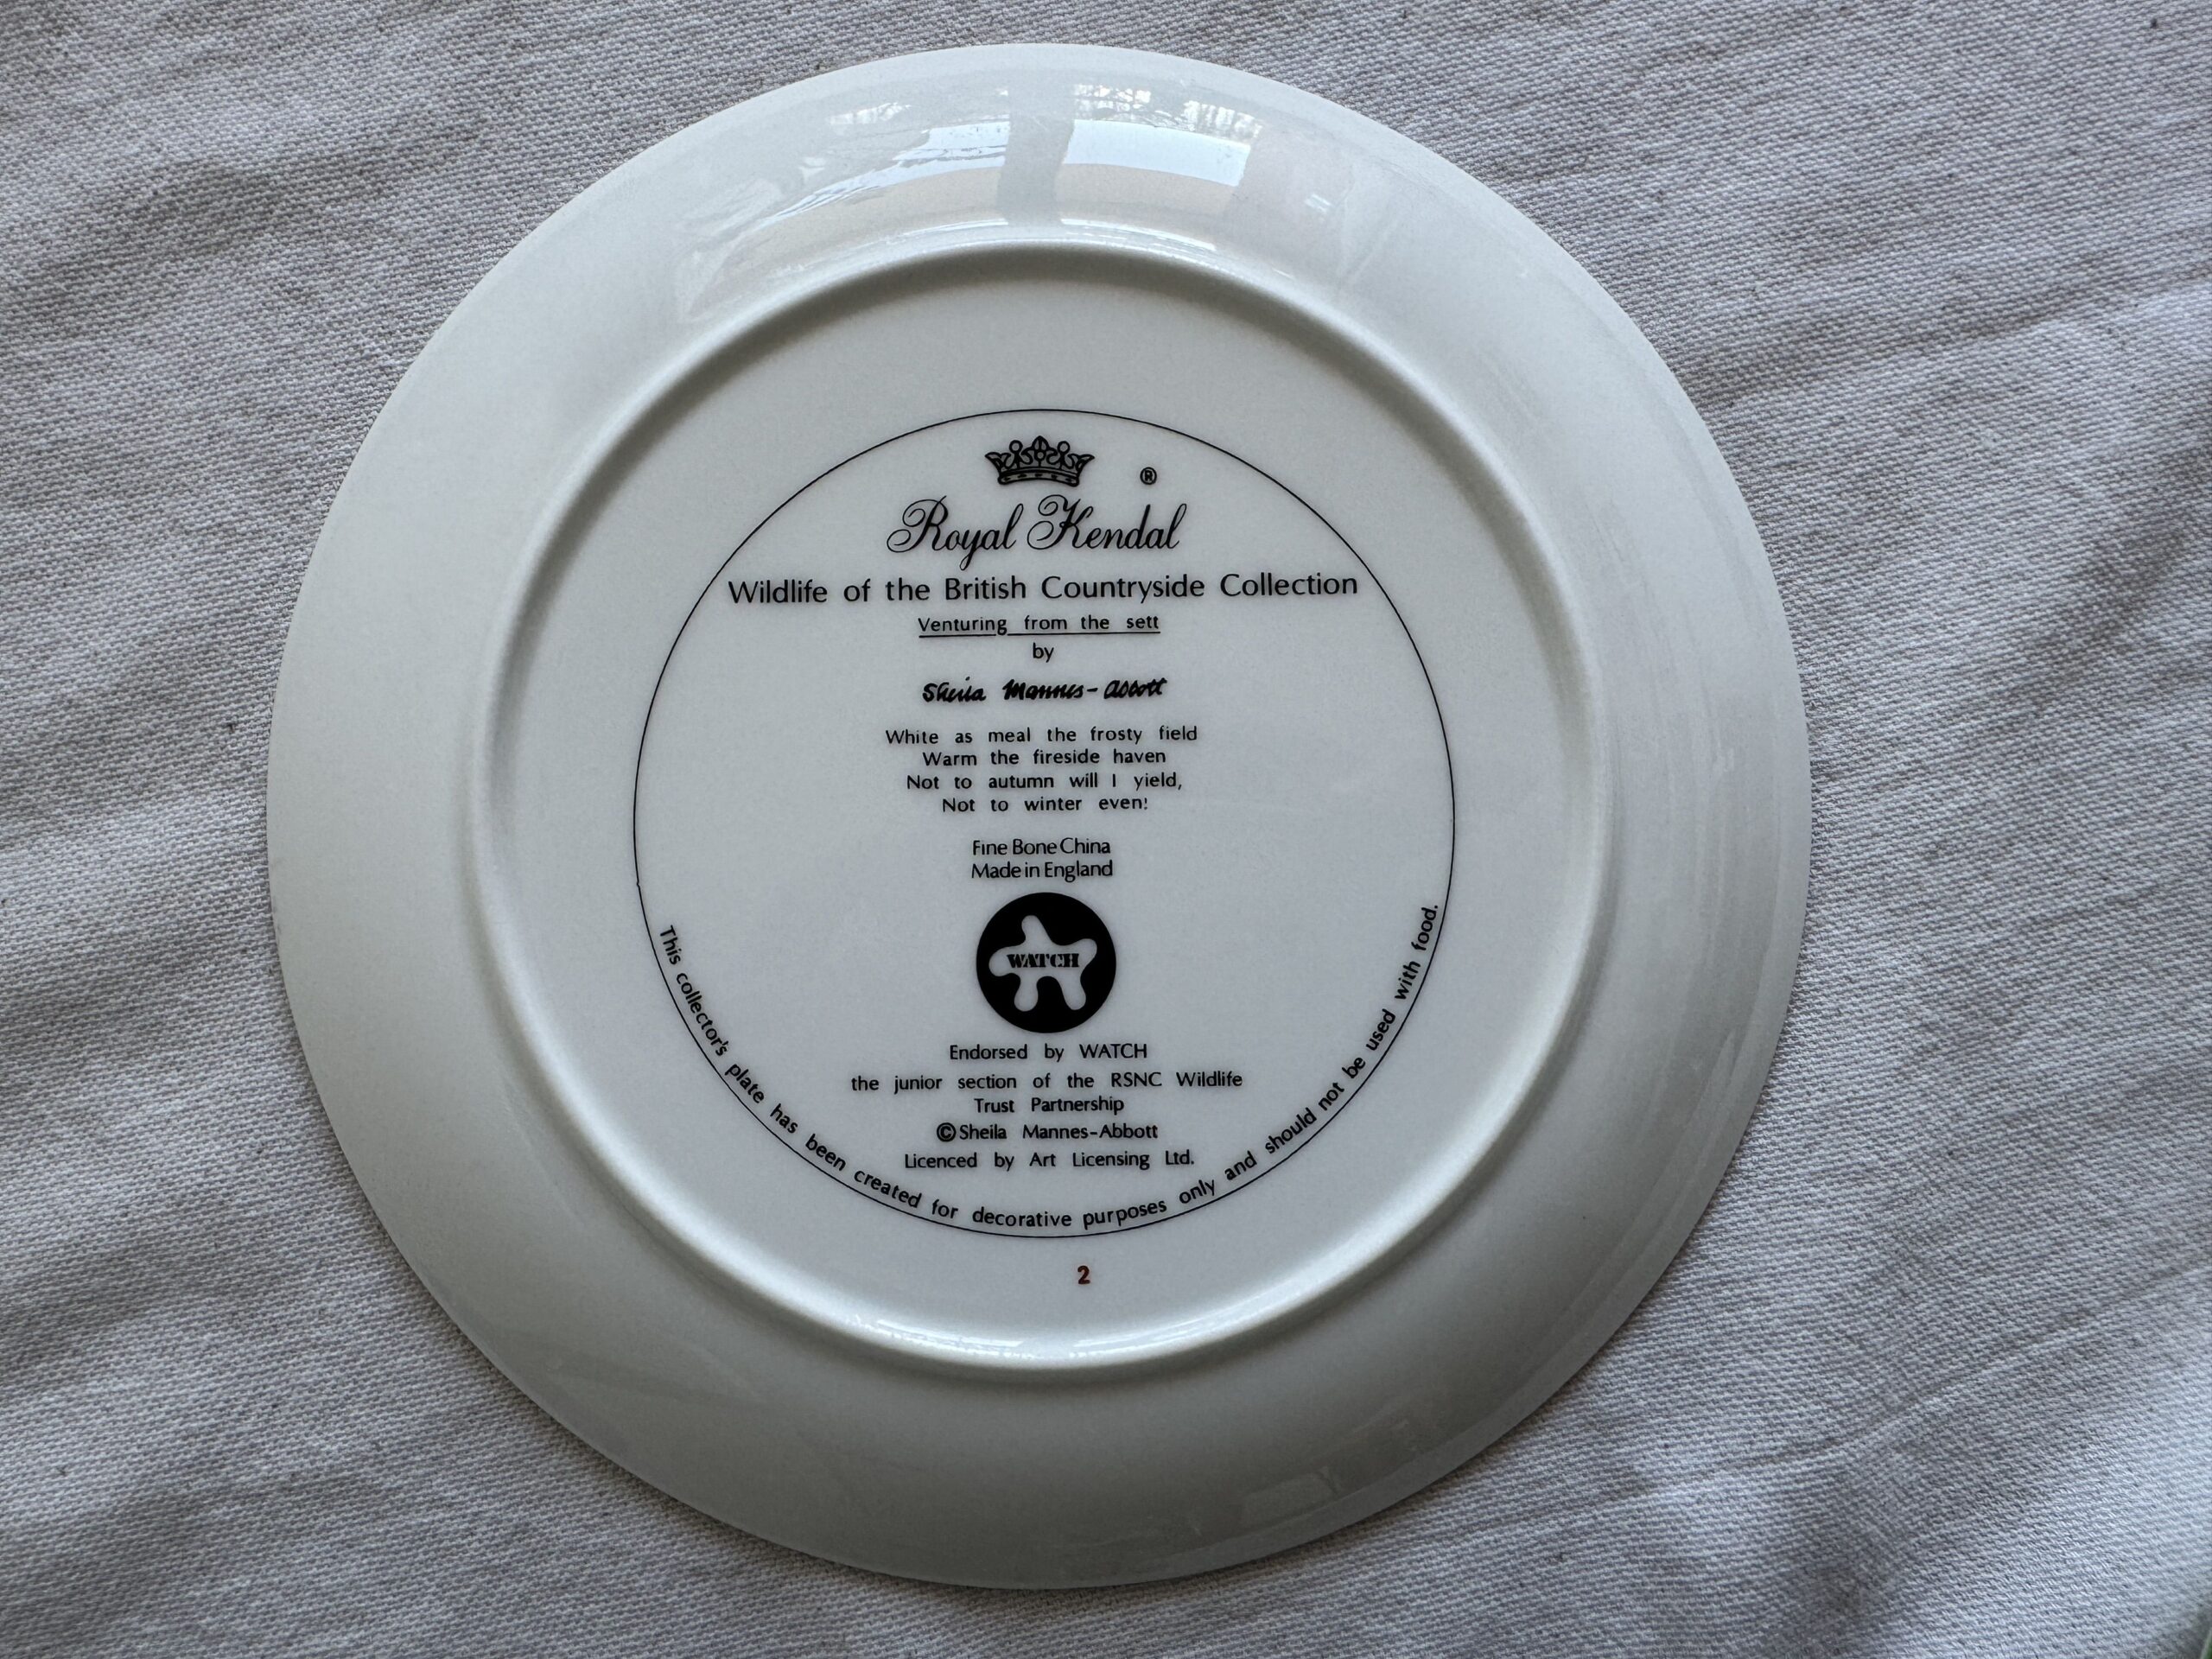 ®
Royal Kendal
Wildlife of the British Countryside Collection
Venturing from the sett
by
Sheila Mannes-Abbott
White as meal the frosty field
Warm the fireside haven
Not to autumn will I yield,
Not to winter even!
Fine Bone China
Made in England
WATCH
Endorsed by WATCH
the junior section of the RSNC Wildlife
Trust Partnership
©Sheila Mannes-Abbott
Licenced by Art Licensing Ltd.
This collector's plate has been created for decorative purposes only and should not be used with food.
2